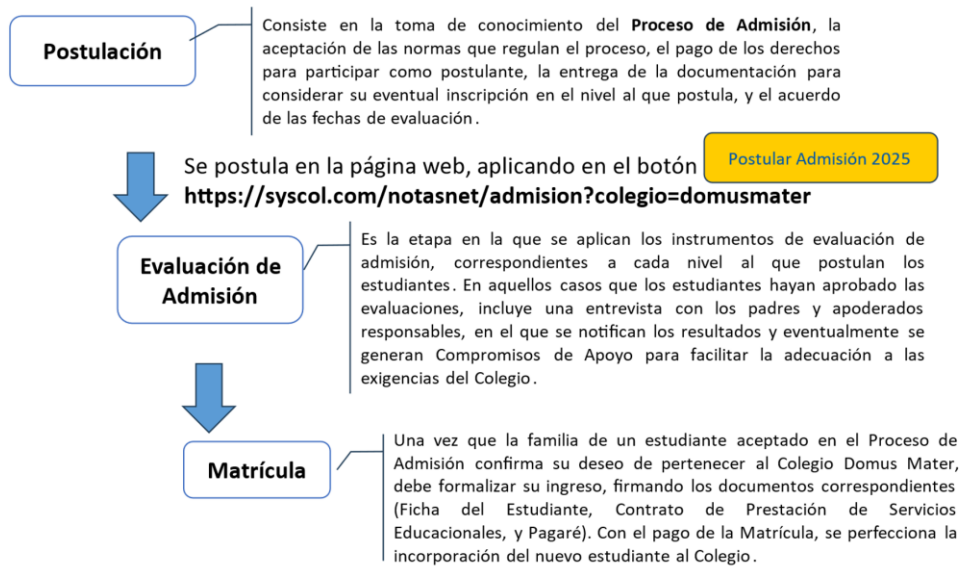 Postulación
Consiste en la toma de conocimiento del Proceso de Admisión, la
aceptación de las normas que regulan el proceso, el pago de los derechos
para participar como postulante, la entrega de la documentación para
considerar su eventual inscripción en el nivel al que postula, y el acuerdo
de las fechas de evaluación.
Se postula en la página web, aplicando en el botón
Postular Admisión 2025
https://syscol.com/notasnet/admision?colegio=domusmater
Evaluación de
Admisión
Es la etapa en la que se aplican los instrumentos de evaluación de
admisión, correspondientes a cada nivel al que postulan los
estudiantes. En aquellos casos que los estudiantes hayan aprobado las
evaluaciones, incluye una entrevista con los padres y apoderados
responsables, en el que se notifican los resultados y eventualmente se
generan Compromisos de Apoyo para facilitar la adecuación a las
exigencias del Colegio.
Matrícula
Una vez que la familia de un estudiante aceptado en el Proceso de
Admisión confirma su deseo de pertenecer al Colegio Domus Mater,
debe formalizar su ingreso, firmando los documentos correspondientes
(Ficha del Estudiante, Contrato de Prestación de Servicios
Educacionales, y Pagaré). Con el pago de la Matrícula, se perfecciona la
incorporación del nuevo estudiante al Colegio.